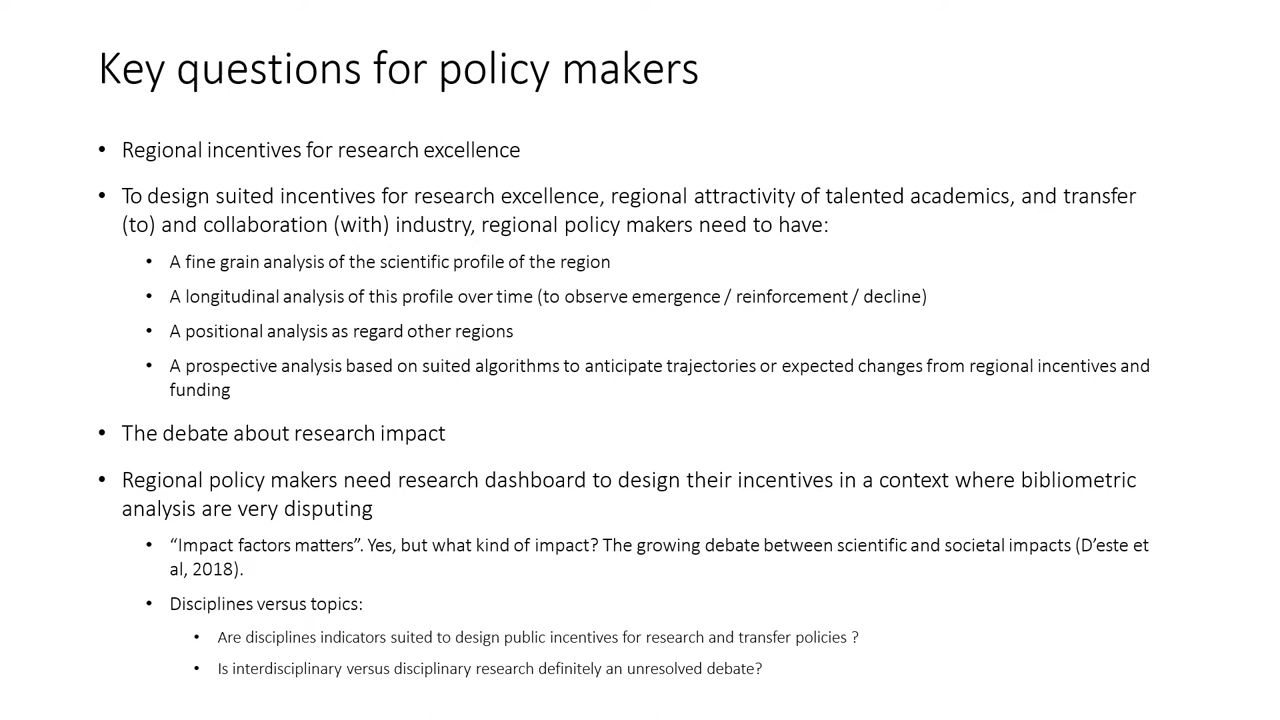 Key questions for policy makers
• Regional incentives for research excellence
• To design suited incentives for research excellence, regional attractivity of talented academics, and transfer
(to) and collaboration (with) industry, regional policy makers need to have:
• A fine grain analysis of the scientific profile of the region
• A longitudinal analysis of this profile over time (to observe emergence / reinforcement / decline)
• A positional analysis as regard other regions
• A prospective analysis based on suited algorithms to anticipate trajectories or expected changes from regional incentives and
funding
• The debate about research impact
• Regional policy makers need research dashboard to design their incentives in a context where bibliometric
analysis are very disputing
• “Impact factors matters”. Yes, but what kind of impact? The growing debate between scientific and societal impacts (D’este et
al, 2018).
• Disciplines versus topics:
• Are disciplines indicators suited to design public incentives for research and transfer policies ?
• Is interdisciplinary versus disciplinary research definitely an unresolved debate?